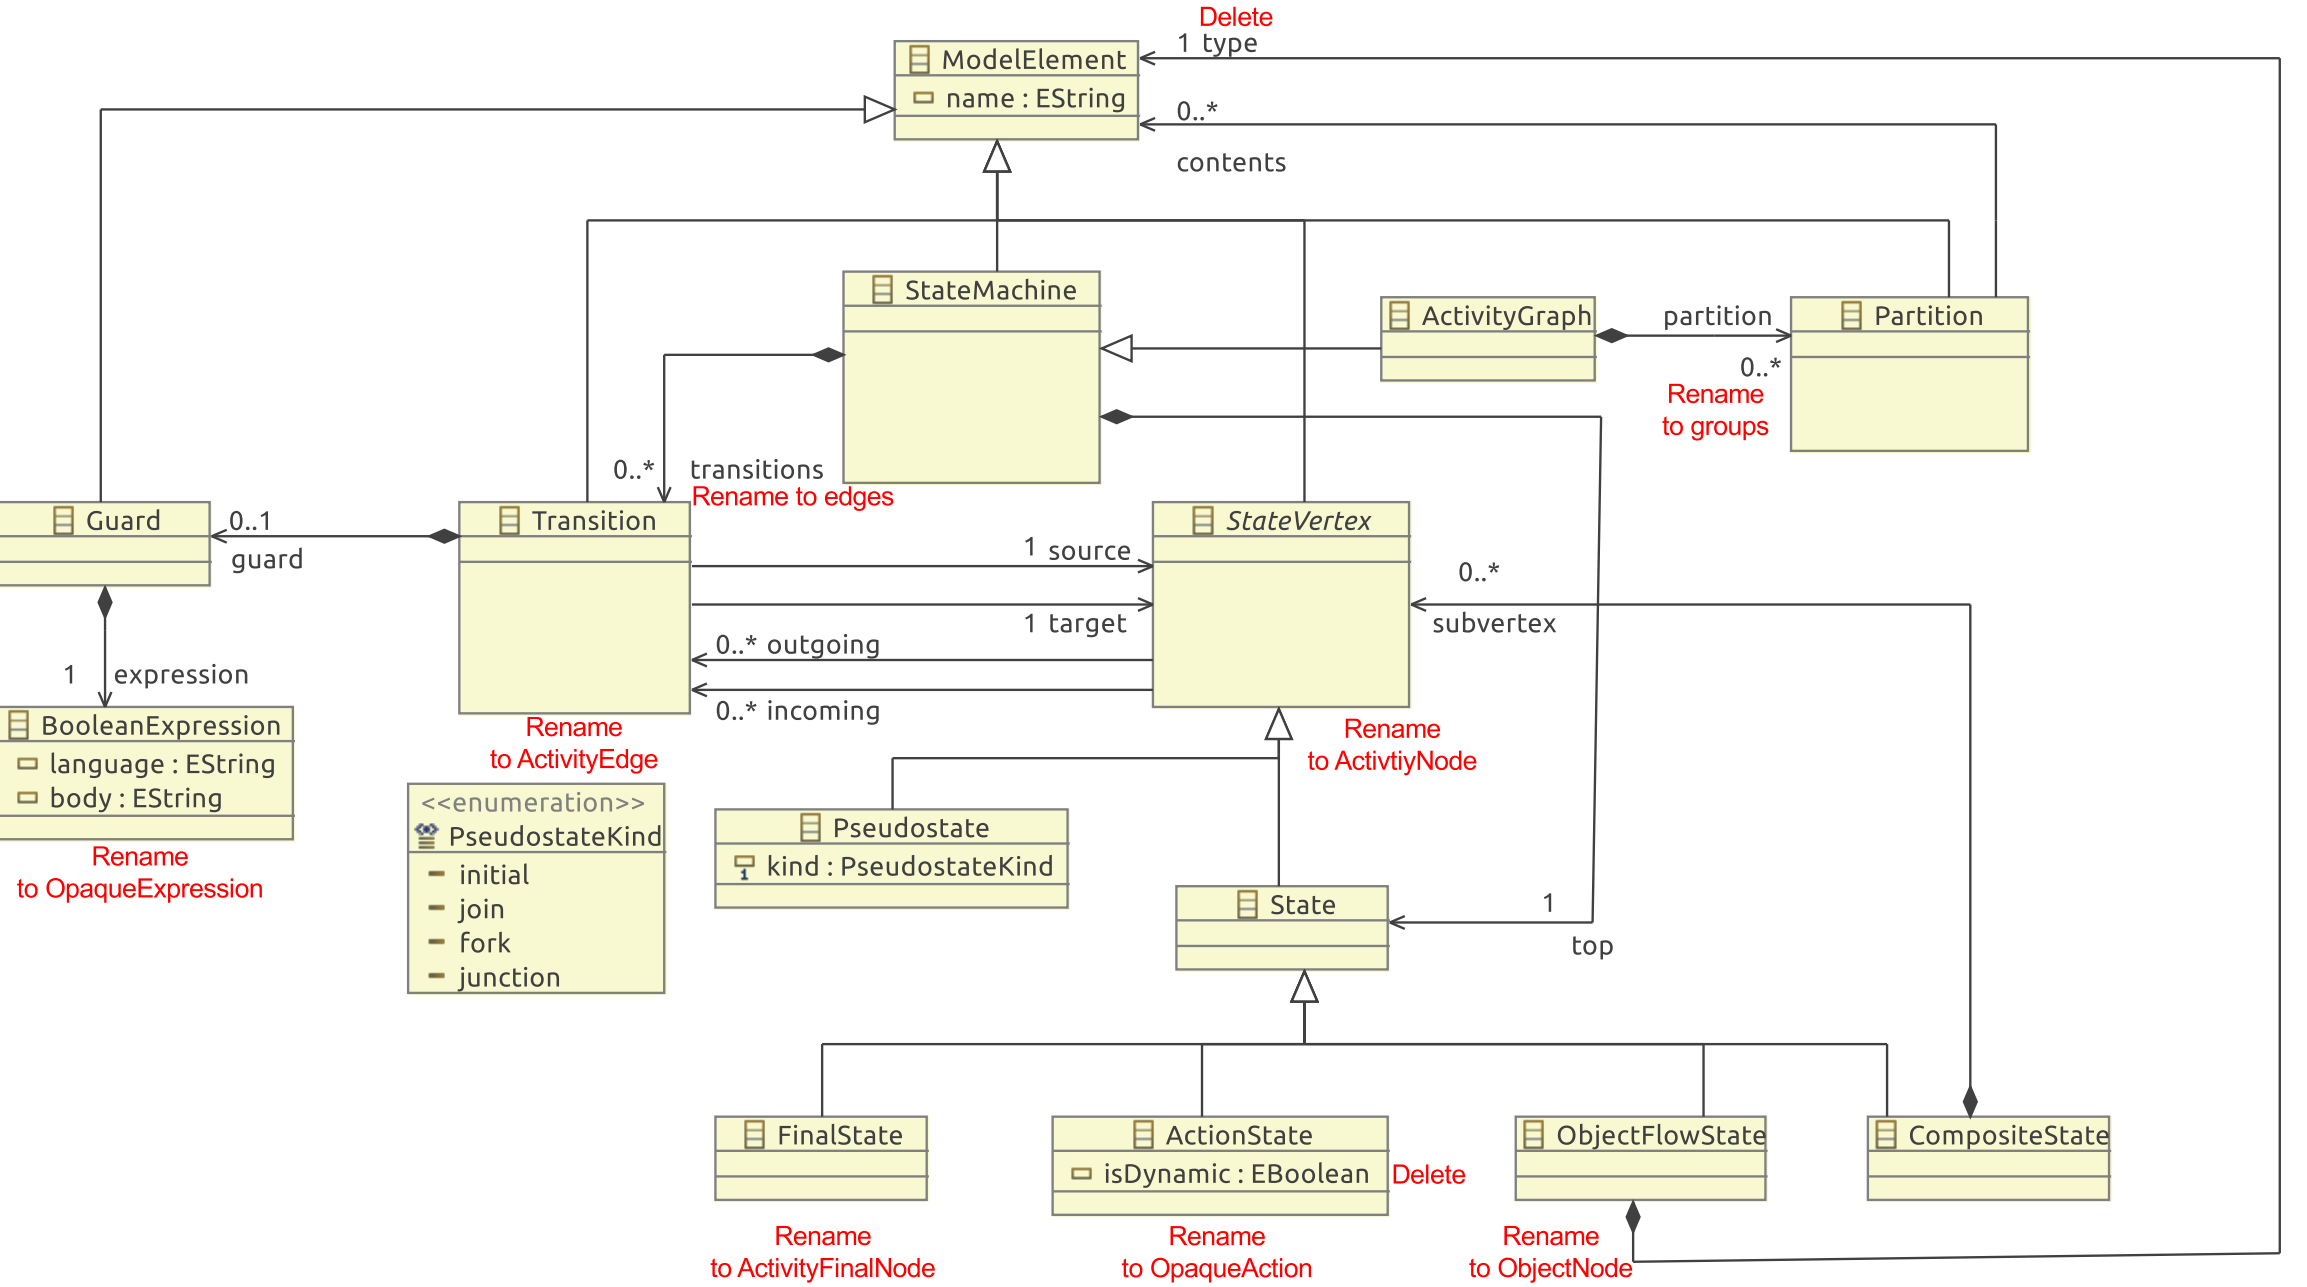 Delete
1 type
ModelElement
name : EString
0..*
contents
StateMachine
ActivityGraph
partition
Partition
0..*
Rename
to groups
0..*
transitions
Rename to edges
Guard
0..1
guard
Transition
StateVertex
1 source
0..*
1 target
subvertex
0..* outgoing
0..* incoming
1
expression
BooleanExpression
language : EString
body : EString
Rename
to OpaqueExpression
Rename
to ActivityEdge
Rename
to ActivtiyNode
<<enumeration>>
PseudostateKind
initial
join
fork
junction
Pseudostate
kind : PseudostateKind
State
1
top
FinalState
ActionState
isDynamic : EBoolean
Delete
ObjectFlowState
CompositeState
Rename
to ActivityFinalNode
Rename
to OpaqueAction
Rename
to ObjectNode